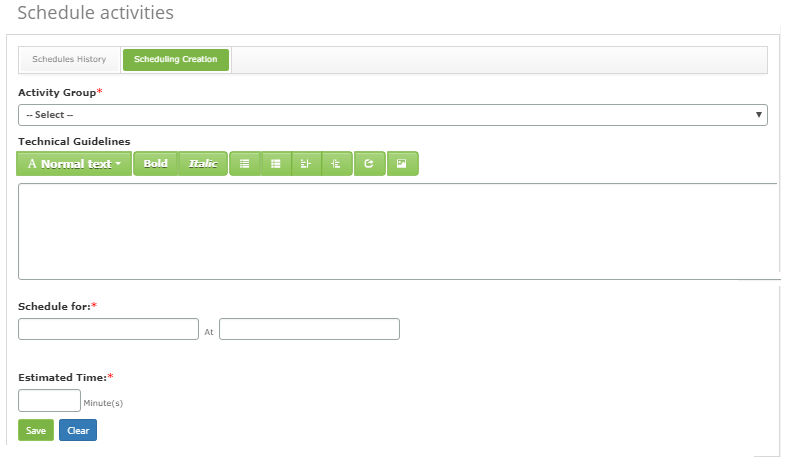 Schedule activities
Schedules History Scheduling Creation
Activity Group*
-- Select --
Technical Guidelines
A Normal text Bold Italic
Schedule for:*
At
Estimated Time:*
Minute(s)
Save Clear